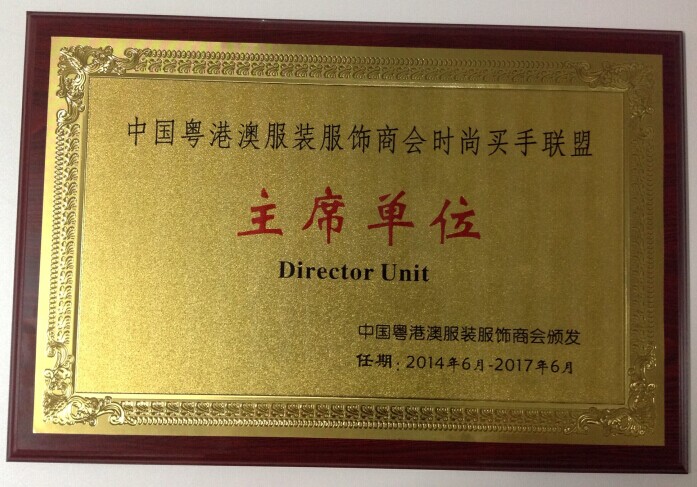 中国粤港澳服装服饰商会时尚买手联盟
主席单位
Director Unit
中国粤港澳服装服饰商会颁发
任期：2014年6月-2017年6月